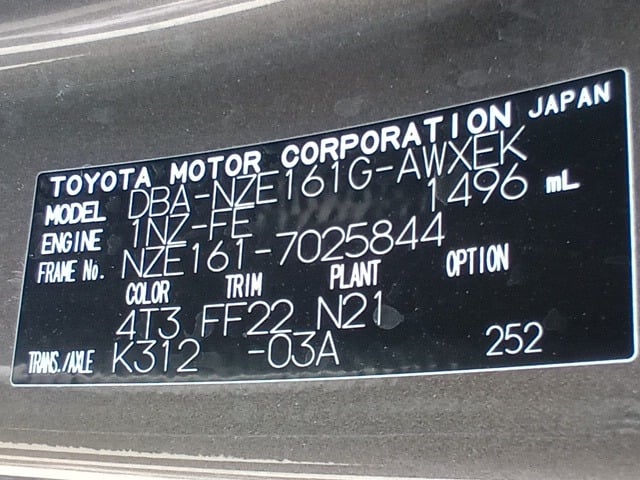 TOYOTA MOTOR CORPORATION JAPAN
MODEL DBA-NZE161G-AWXEK
ENGINE 1NZ-FE 1496 mL
FRAME No. NZE161-7025844
COLOR TRIM PLANT OPTION
4T3 FF22 N21
TRANS./AXLE K312 -03A 252